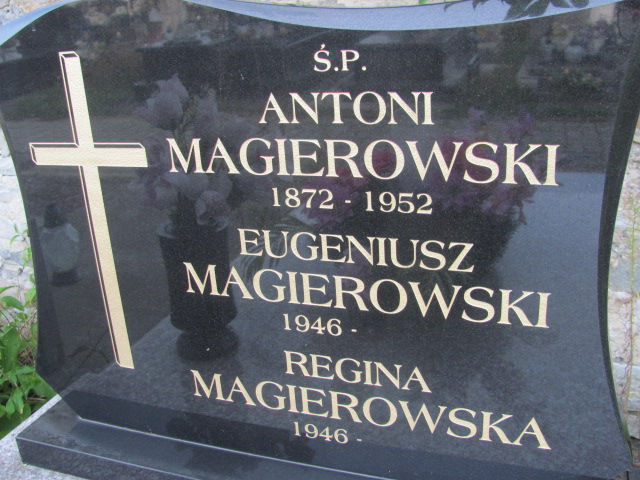 Ś.P.
ANTONI
MAGIEROWSKI
1872 - 1952
EUGENIUSZ
MAGIEROWSKI
1946 -
REGINA
MAGIEROWSKA
1946 -